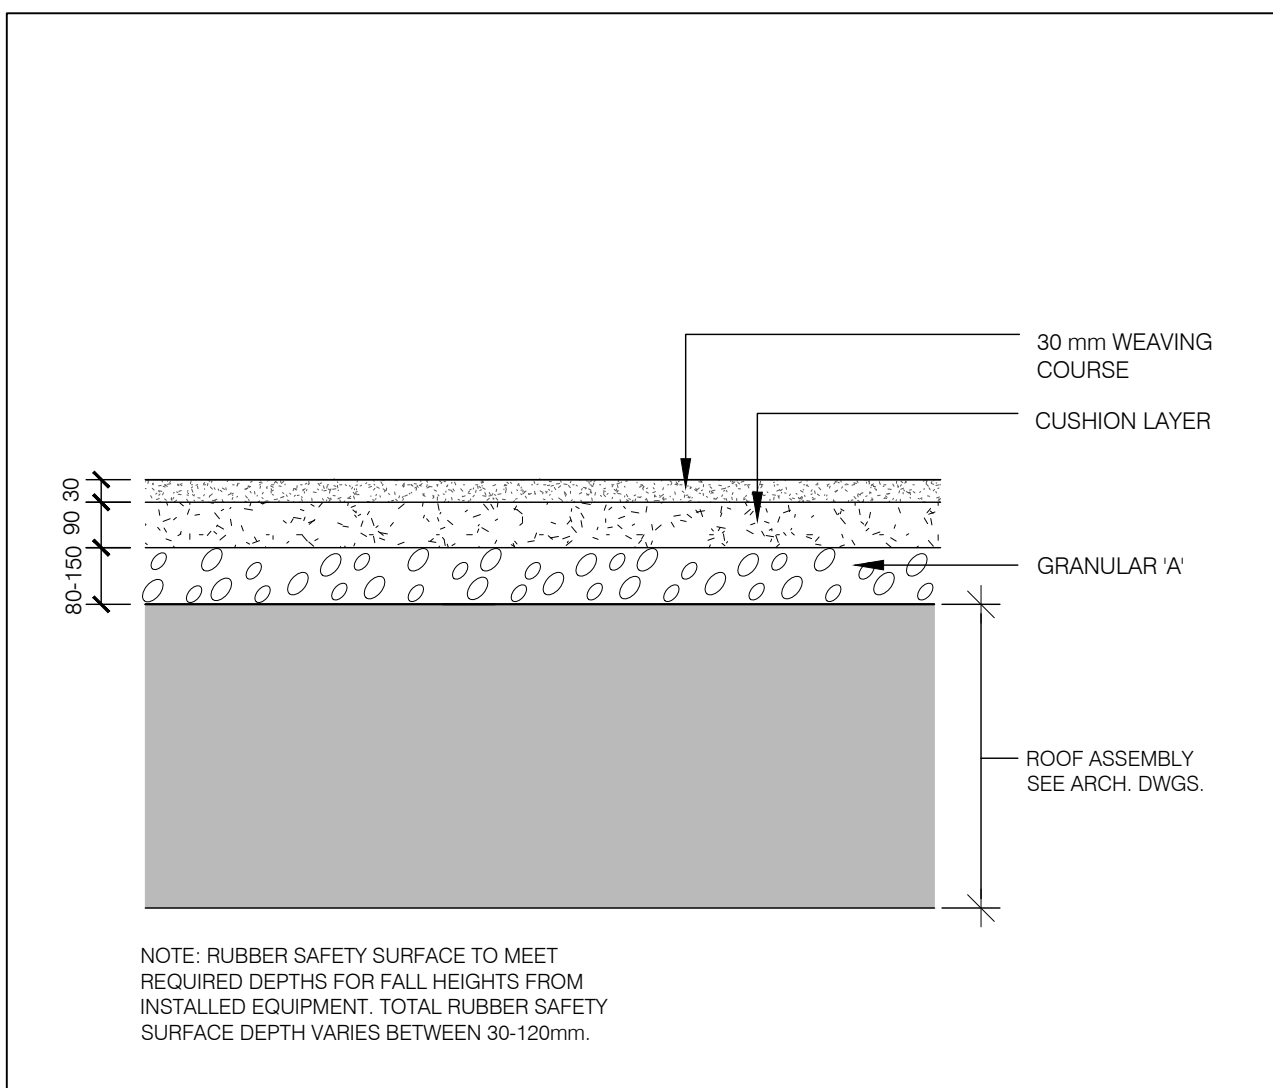 30 mm WEAVING
COURSE
CUSHION LAYER
30
90
80-150
GRANULAR 'A'
ROOF ASSEMBLY
SEE ARCH. DWGS.
NOTE: RUBBER SAFETY SURFACE TO MEET
REQUIRED DEPTHS FOR FALL HEIGHTS FROM
INSTALLED EQUIPMENT. TOTAL RUBBER SAFETY
SURFACE DEPTH VARIES BETWEEN 30-120mm.